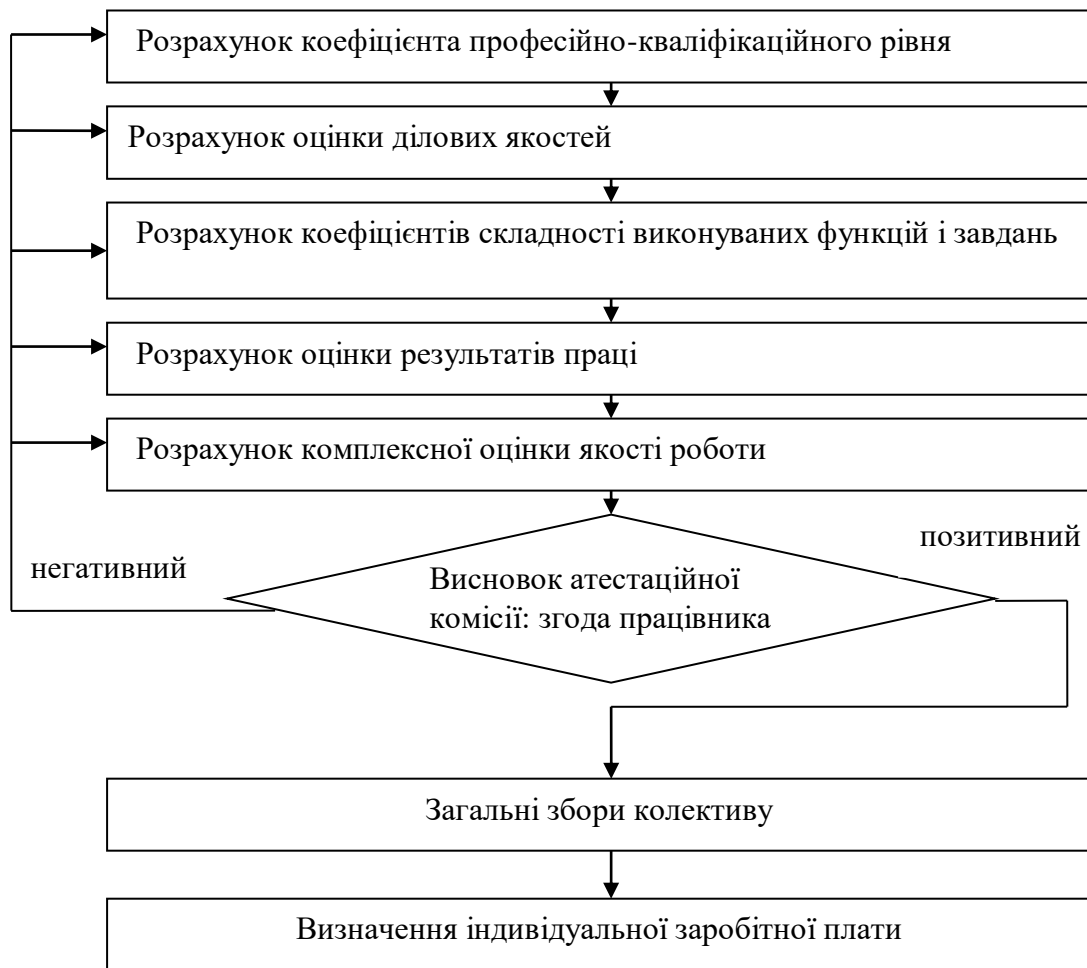 Розрахунок коефіцієнта професійно-кваліфікаційного рівня
Розрахунок оцінки ділових якостей
Розрахунок коефіцієнтів складності виконуваних функцій і завдань
Розрахунок оцінки результатів праці
Розрахунок комплексної оцінки якості роботи
позитивний
негативний
Висновок атестаційної
комісії: згода працівника
Загальні збори колективу
Визначення індивідуальної заробітної плати